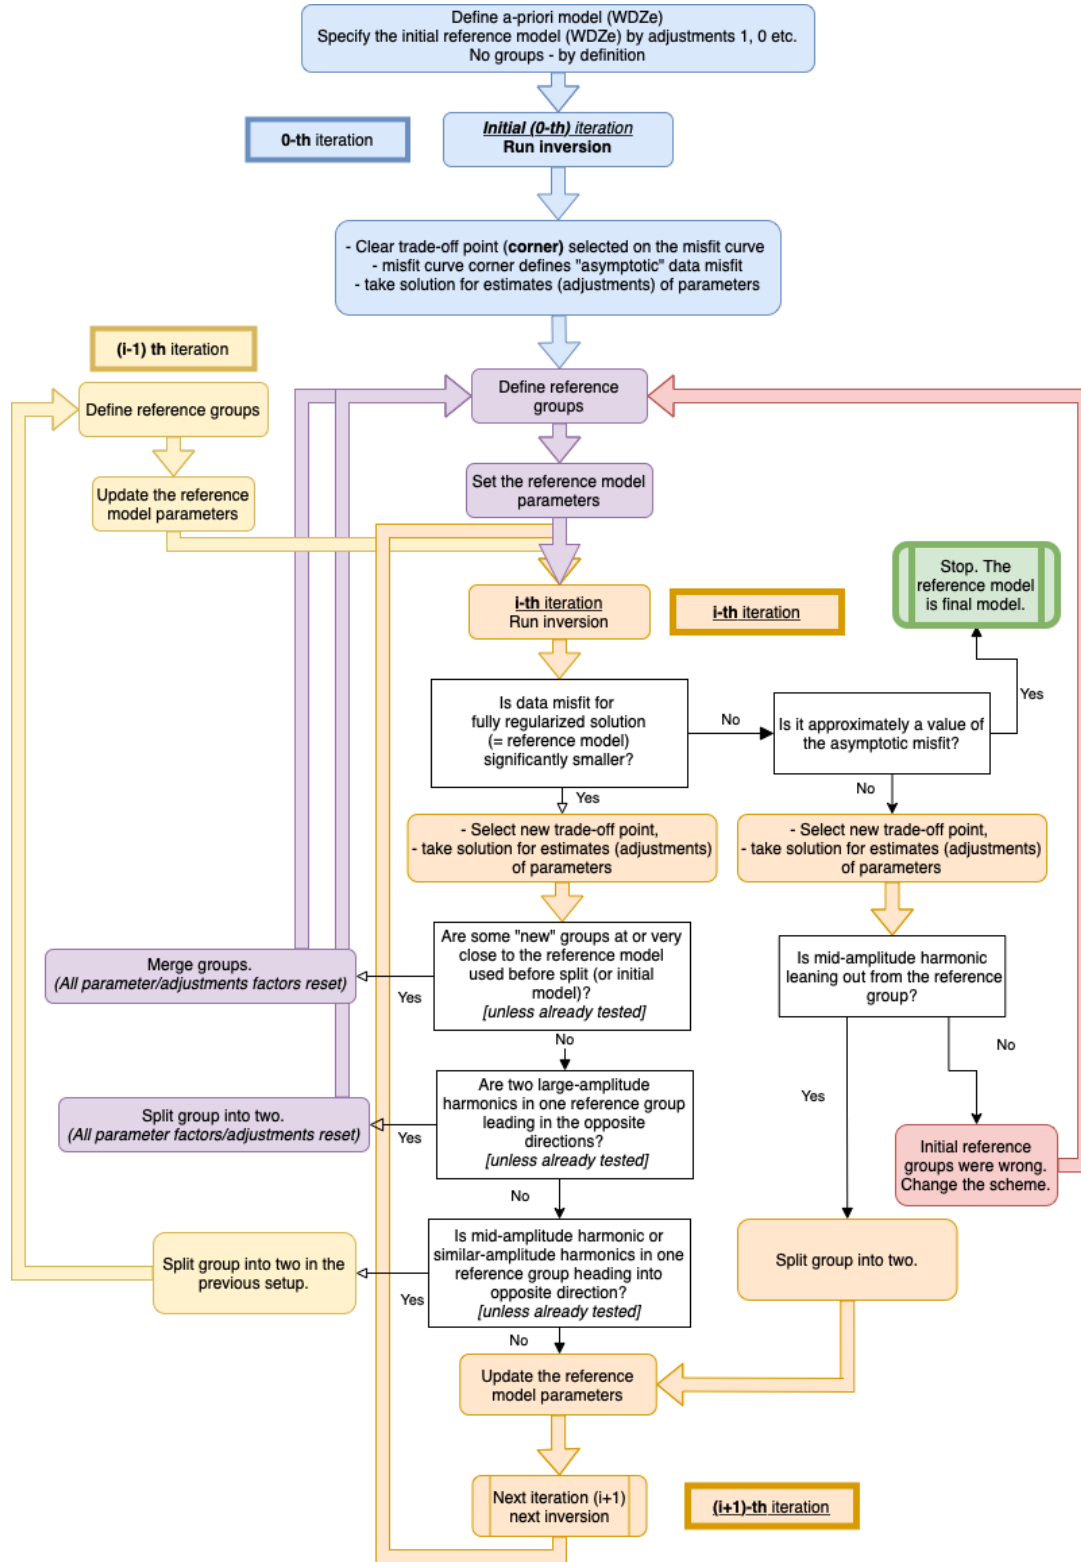 Define a-priori model (WDZe)
Specify the initial reference model (WDZe) by adjustments 1, 0 etc.
No groups - by definition
0-th iteration
Initial (0-th) iteration
Run inversion
- Clear trade-off point (corner) selected on the misfit curve
- misfit curve corner defines "asymptotic" data misfit
- take solution for estimates (adjustments) of parameters
(i-1) th iteration
Define reference groups
Define reference
groups
Update the reference
model parameters
Set the reference model
parameters
Stop. The
reference model
is final model.
i-th iteration
Run inversion
i-th iteration
Is data misfit for
fully regularized solution
(= reference model)
significantly smaller?
No
Is it approximately a value of
the asymptotic misfit?
Yes
Yes
No
- Select new trade-off point,
- take solution for estimates (adjustments)
of parameters
- Select new trade-off point,
- take solution for estimates (adjustments)
of parameters
Merge groups.
(All parameter/adjustments factors reset)
Yes
Are some "new" groups at or very
close to the reference model
used before split (or initial
model)?
[unless already tested]
Is mid-amplitude harmonic
leaning out from the reference
group?
No
No
Yes
Split group into two.
(All parameter factors/adjustments reset)
Yes
Are two large-amplitude
harmonics in one reference group
leading in the opposite
directions?
[unless already tested]
Initial reference
groups were wrong.
Change the scheme.
No
Split group into two in the
previous setup.
Yes
Is mid-amplitude harmonic or
similar-amplitude harmonics in one
reference group heading into
opposite direction?
[unless already tested]
Split group into two.
No
Update the reference
model parameters
Next iteration (i+1)
next inversion
(i+1)-th iteration